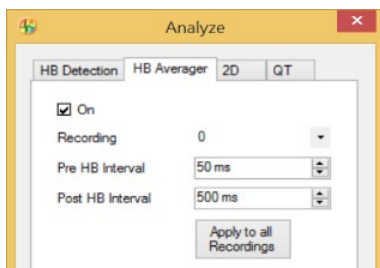 Analyze
HB Detection HB Averager 2D QT
On
Recording 0
Pre HB Interval 50 ms
Post HB Interval 500 ms
Apply to all
Recordings